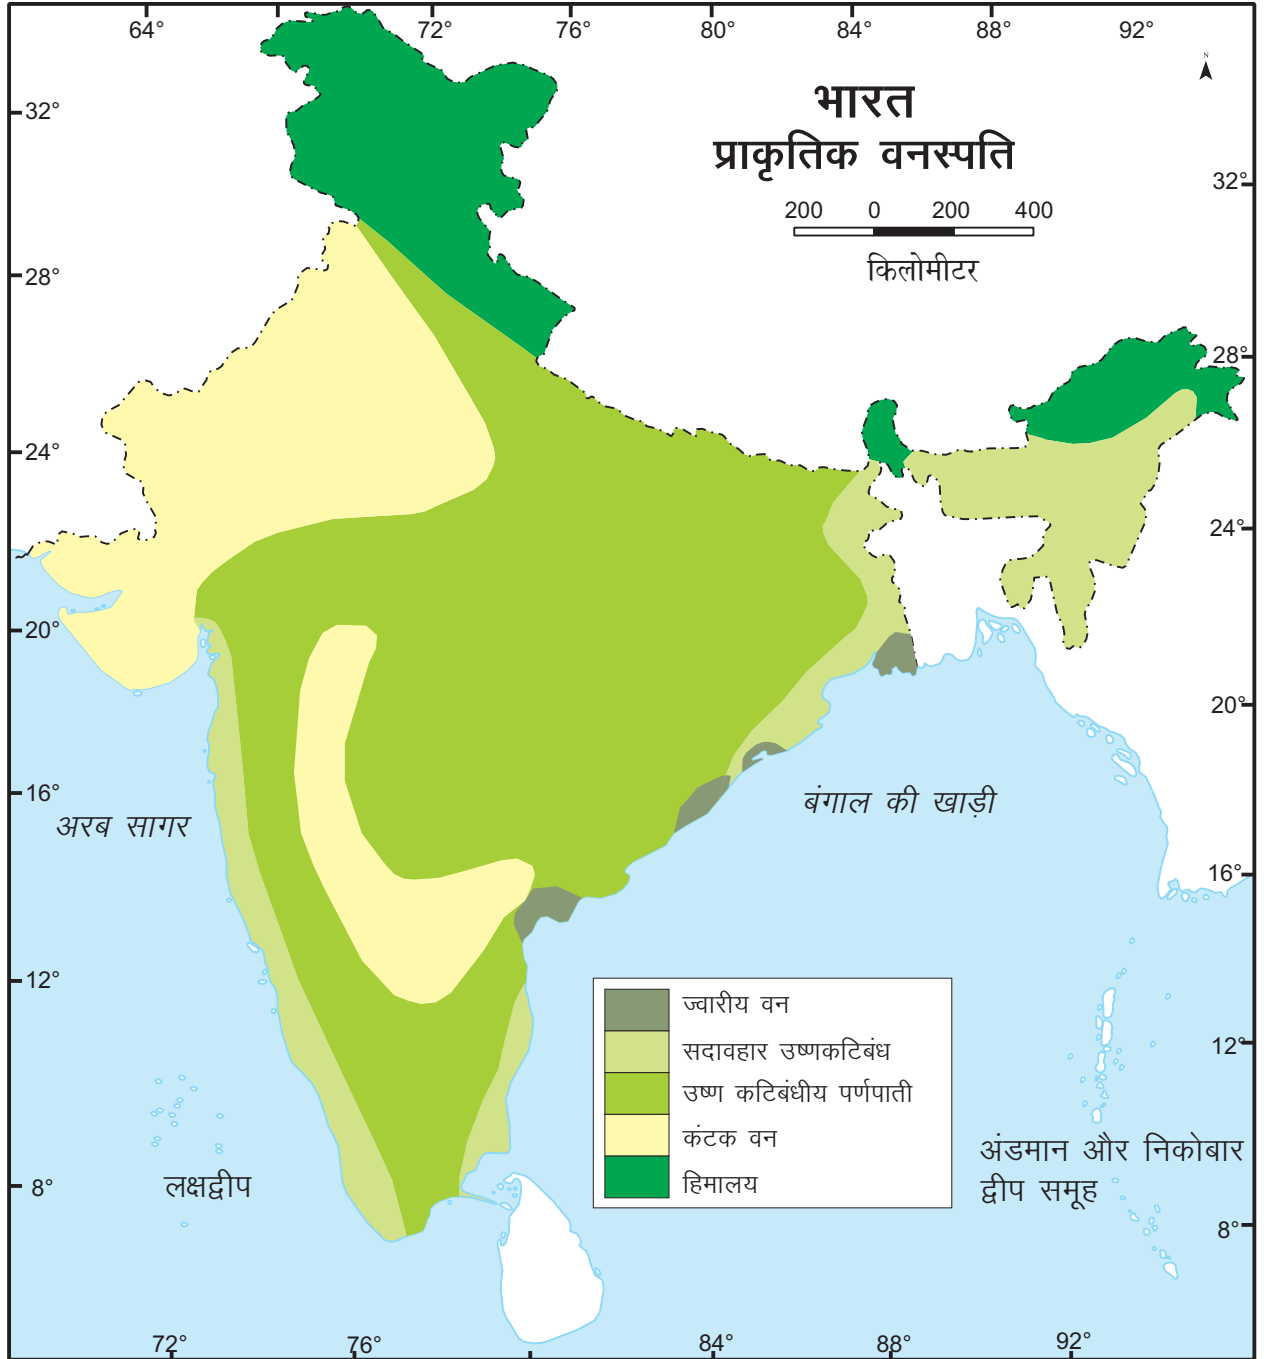 64° 72° 76° 80° 84° 88° 92°
N
भारत
प्राकृतिक वनस्पति
200 0 200 400
किलोमीटर
32°
32°
28°
28°
24°
24°
20°
20°
16°
बंगाल की खाड़ी
अरब सागर
16°
12°
ज्वारीय वन
सदावहार उष्णकटिबंध
12°
उष्ण कटिबंधीय पर्णपाती
कंटक वन
अंडमान और निकोबार
द्वीप समूह
हिमालय
लक्षद्वीप
8°
8°
72° 76° 84° 88° 92°